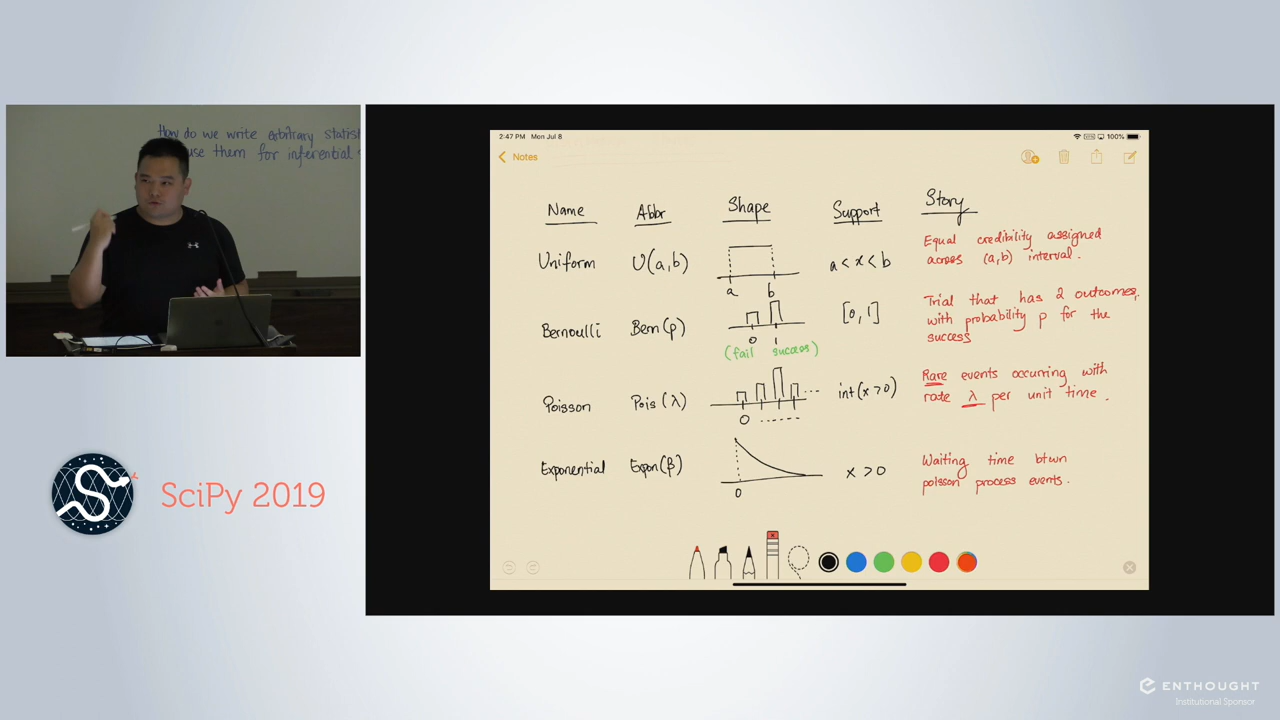 How do we write arbitrary statist
use them for inferential
2:47 PM Mon Jul 8
100%
Notes
Name Abbr Shape Support Story
Uniform U(a,b) a b a < x < b Equal credibility assigned
across (a,b) interval.
Bernoulli Bern(p) 0 1 [0,1] Trial that has 2 outcomes,
with probability p for the
success
(fail success)
Poisson Pois(λ) 0 ------ int(x>0) Rare events occurring with
rate λ per unit time.
Exponential Expon(β) 0 x > 0 Waiting time btwn
poisson process events.
SciPy 2019
ENTHOUGHT
Institutional Sponsor